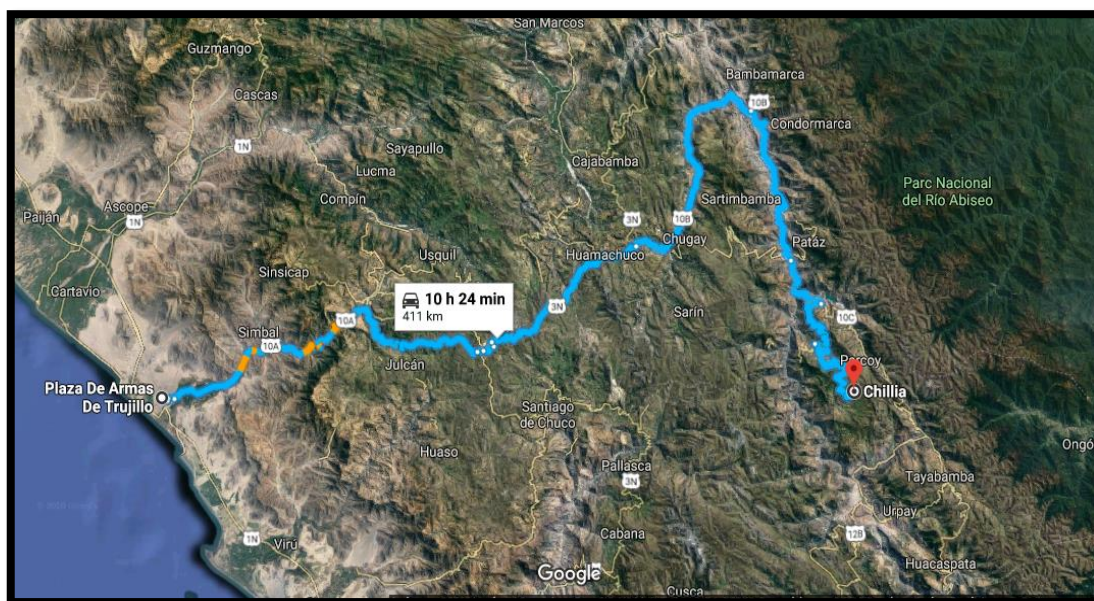 San Marcos
Guzmango
Bambamarca
Cascas
10B
Condormarca
1N
Sayapullo
Cajabamba
Lucma
Parc Nacional
del Río Abiseo
Compín
Sartimbamba
Ascope
Paiján
1N
3N
10B
Chugay
Usquil
Huamachuco
Pataz
Sinsicap
Cartavio
10 h 24 min
411 km
3N
Sarín
10C
10A
Simbal
10A
Julcán
Parcoy
Plaza De Armas
De Trujillo
Chillia
Santiago
de Chuco
Ongó
Huaso
Pallasca
3N
Tayabamba
Urpay
Cabana
12B
1N
Virú
Huacaspata
Google
Cusca